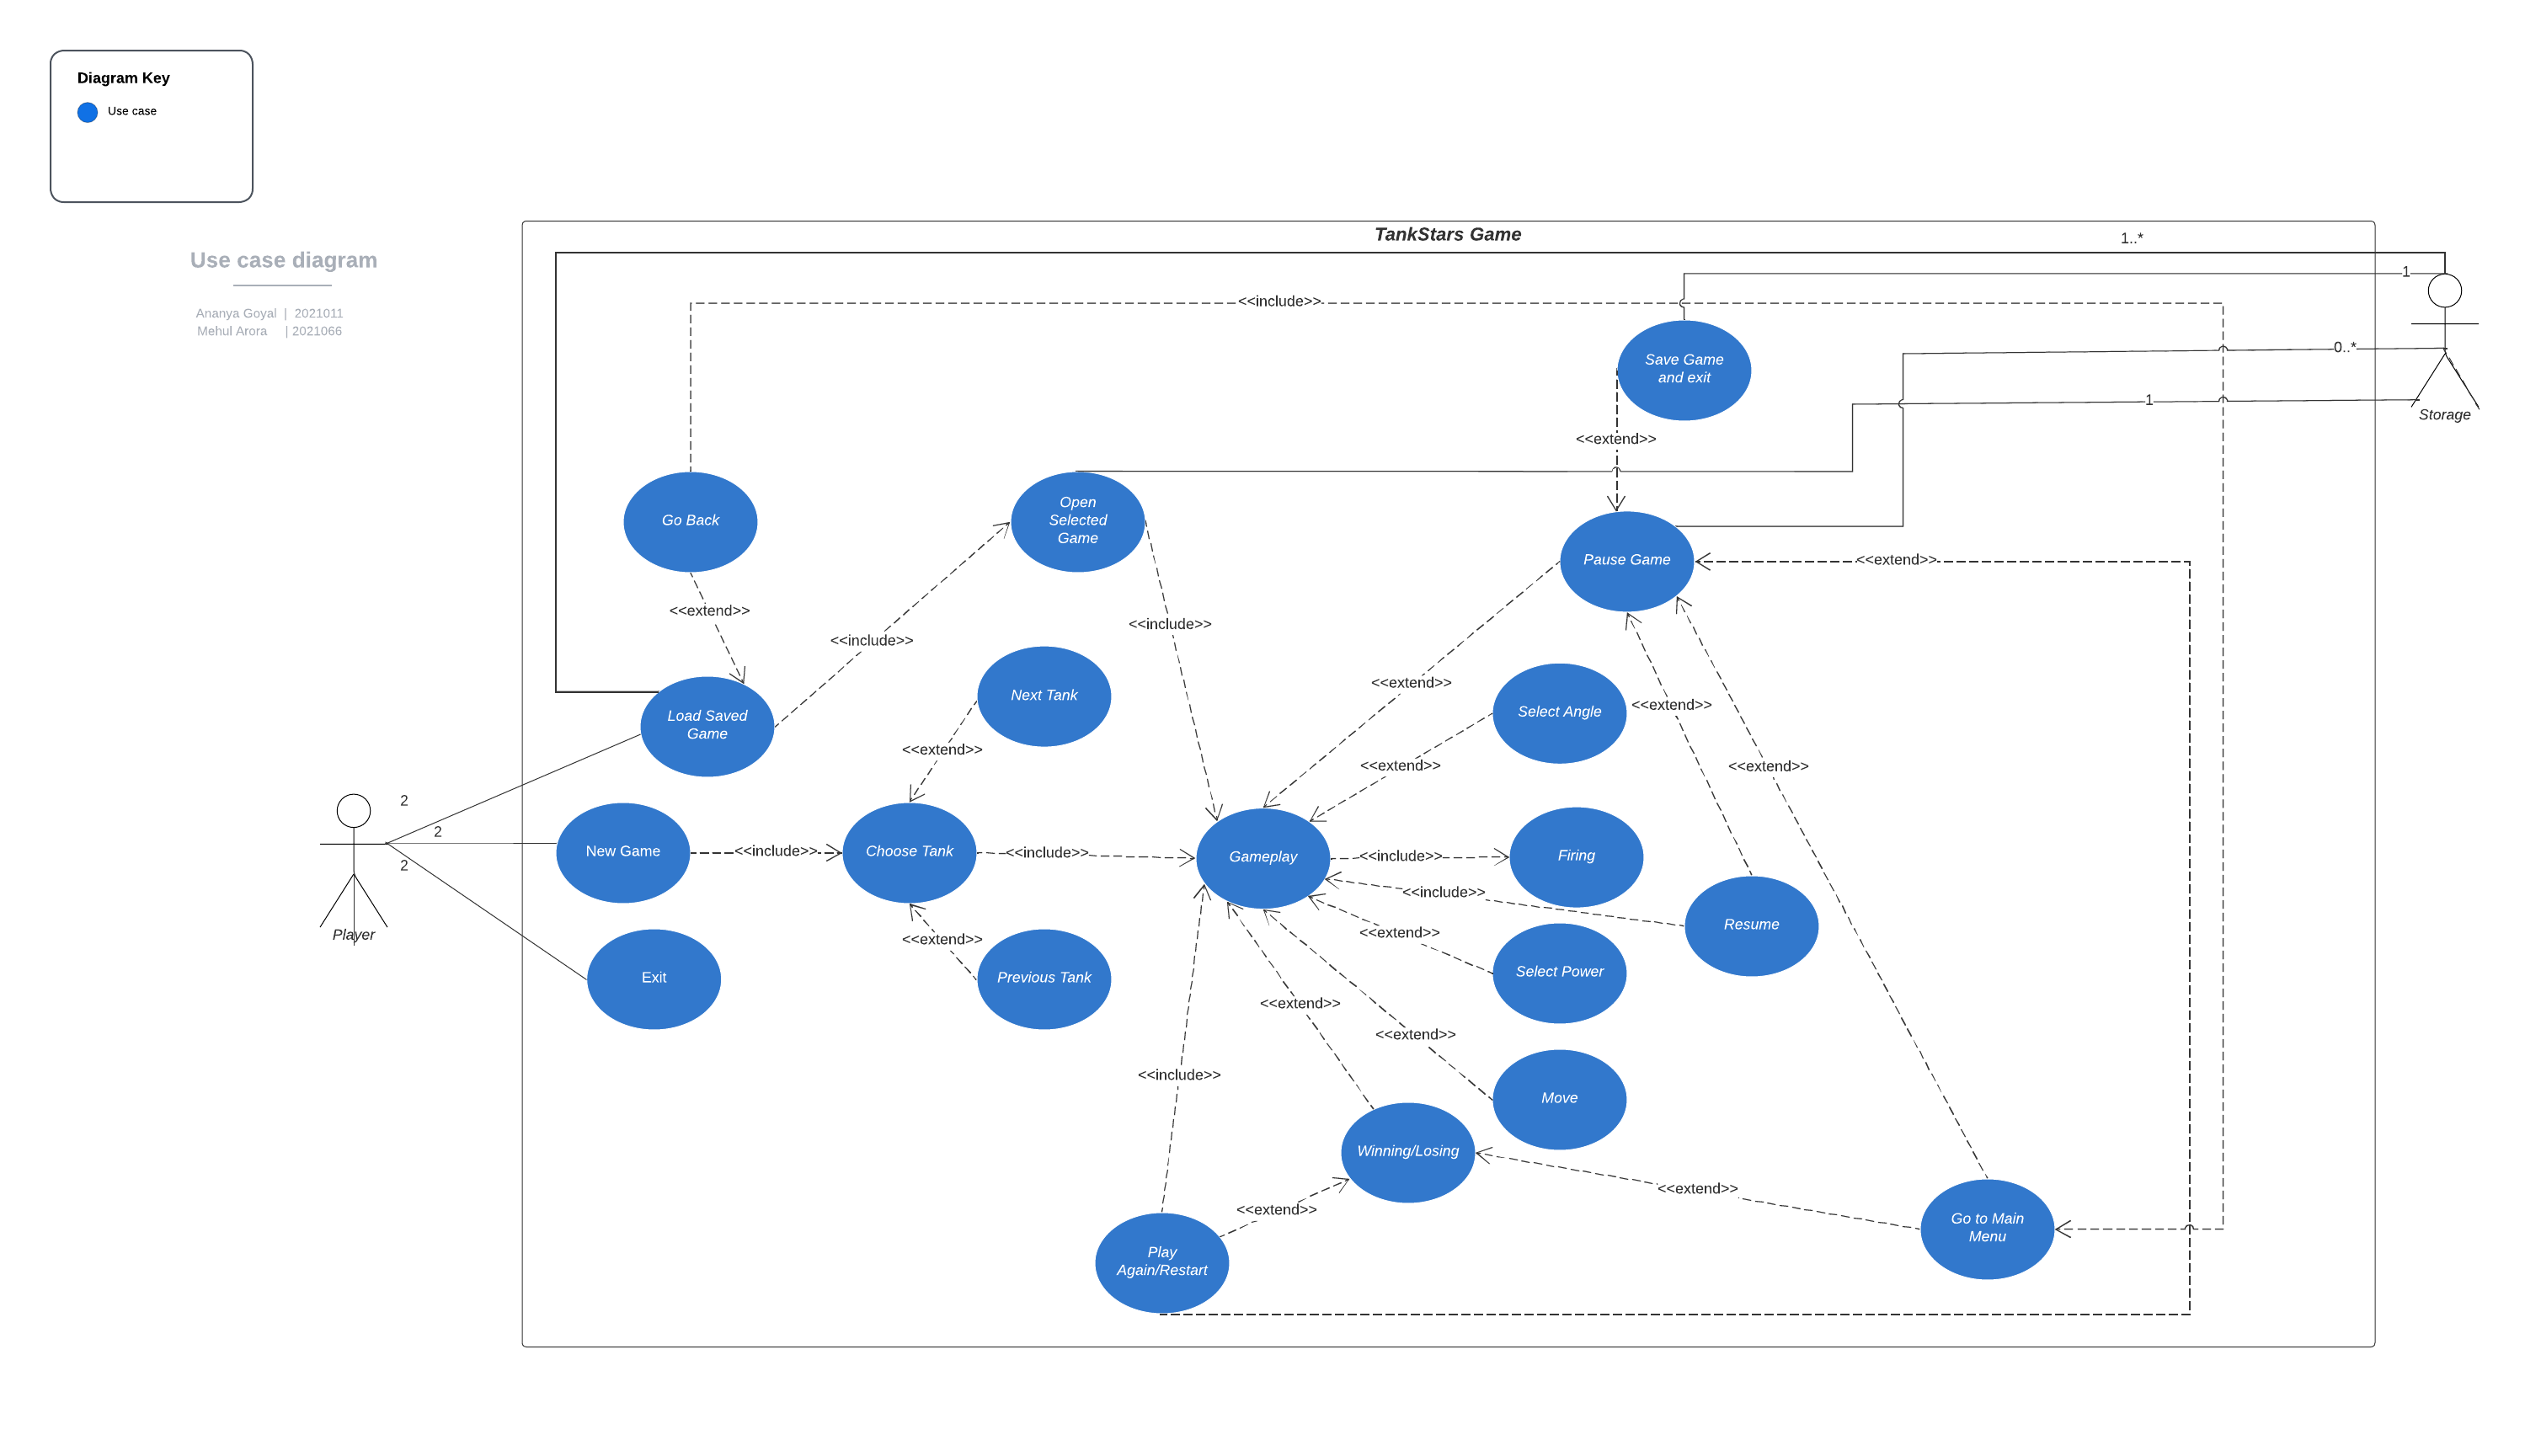 Diagram Key
Use case
Use case diagram
Ananya Goyal | 2021011
Mehul Arora | 2021066
TankStars Game
1..*
1
<<include>>
0..*
1
Storage
Save Game
and exit
<<extend>>
Go Back
Open
Selected
Game
Pause Game
<<extend>>
<<extend>>
<<include>>
<<include>>
<<extend>>
Next Tank
Select Angle
<<extend>>
Load Saved
Game
<<extend>>
<<extend>>
<<extend>>
2
2
2
Player
New Game
<<include>>
Choose Tank
<<include>>
Gameplay
<<include>>
Firing
<<include>>
Resume
<<extend>>
<<extend>>
Exit
Previous Tank
Select Power
<<extend>>
<<extend>>
<<include>>
Move
Winning/Losing
<<extend>>
<<extend>>
Go to Main
Menu
Play
Again/Restart